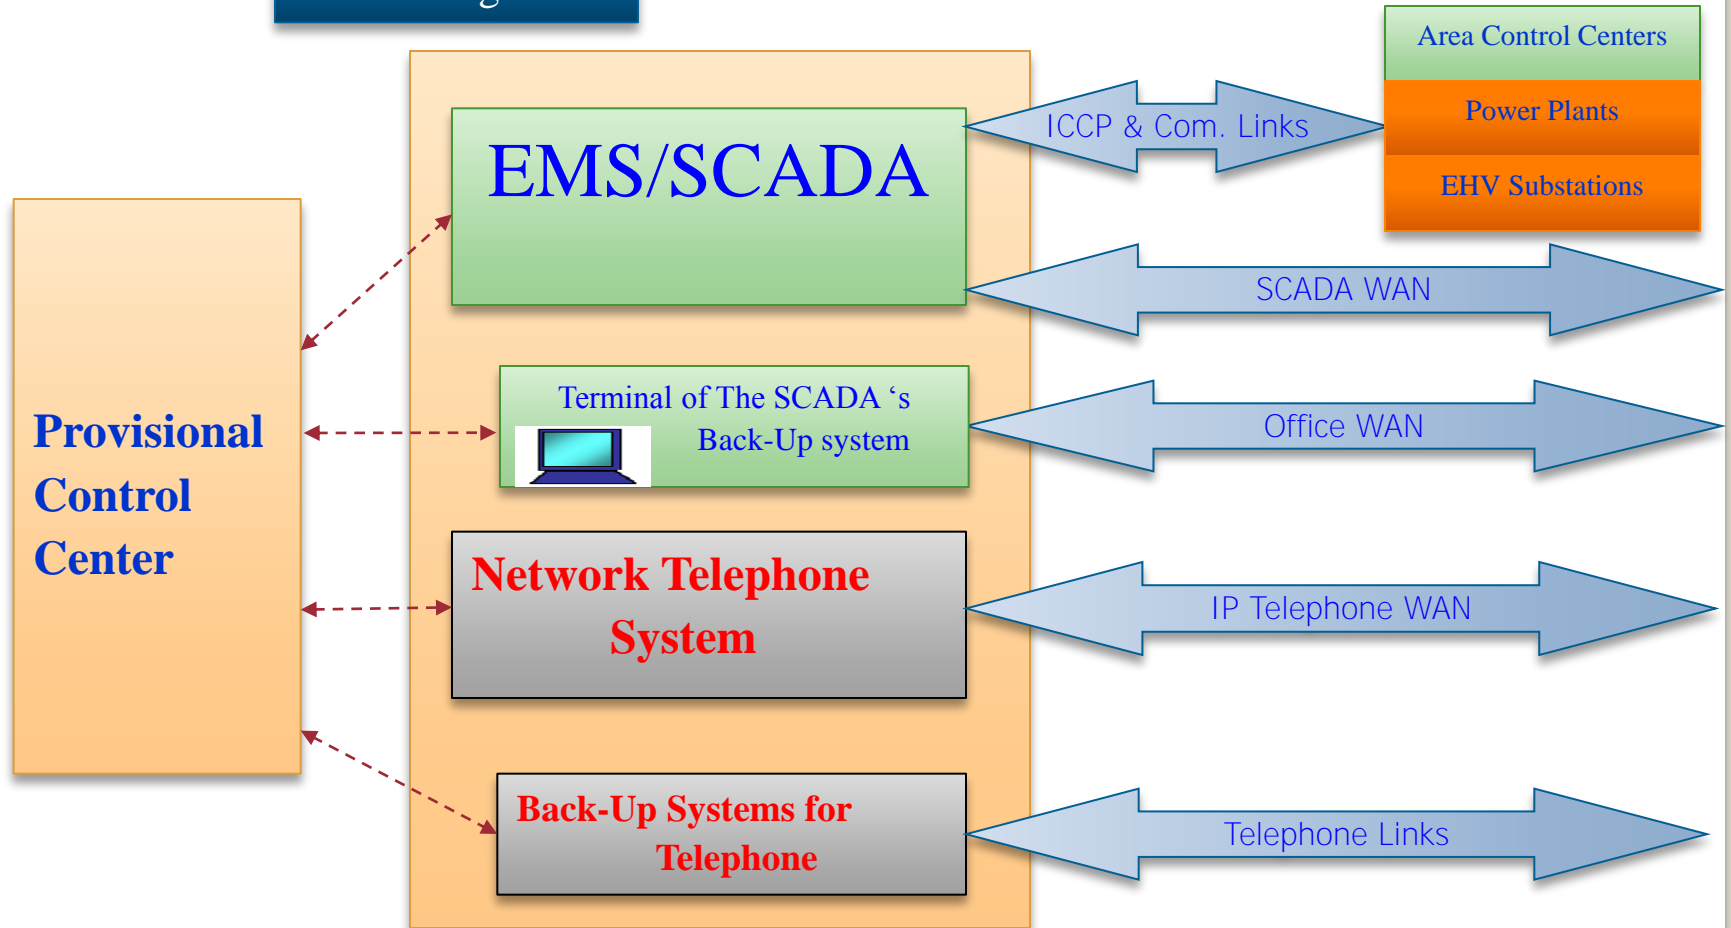 Area Control Centers
Power Plants
EHV Substations
ICCP & Com. Links
EMS/SCADA
SCADA WAN
Terminal of The SCADA ‘s
Back-Up system
Office WAN
Provisional
Control
Center
Network Telephone
System
IP Telephone WAN
Back-Up Systems for
Telephone
Telephone Links